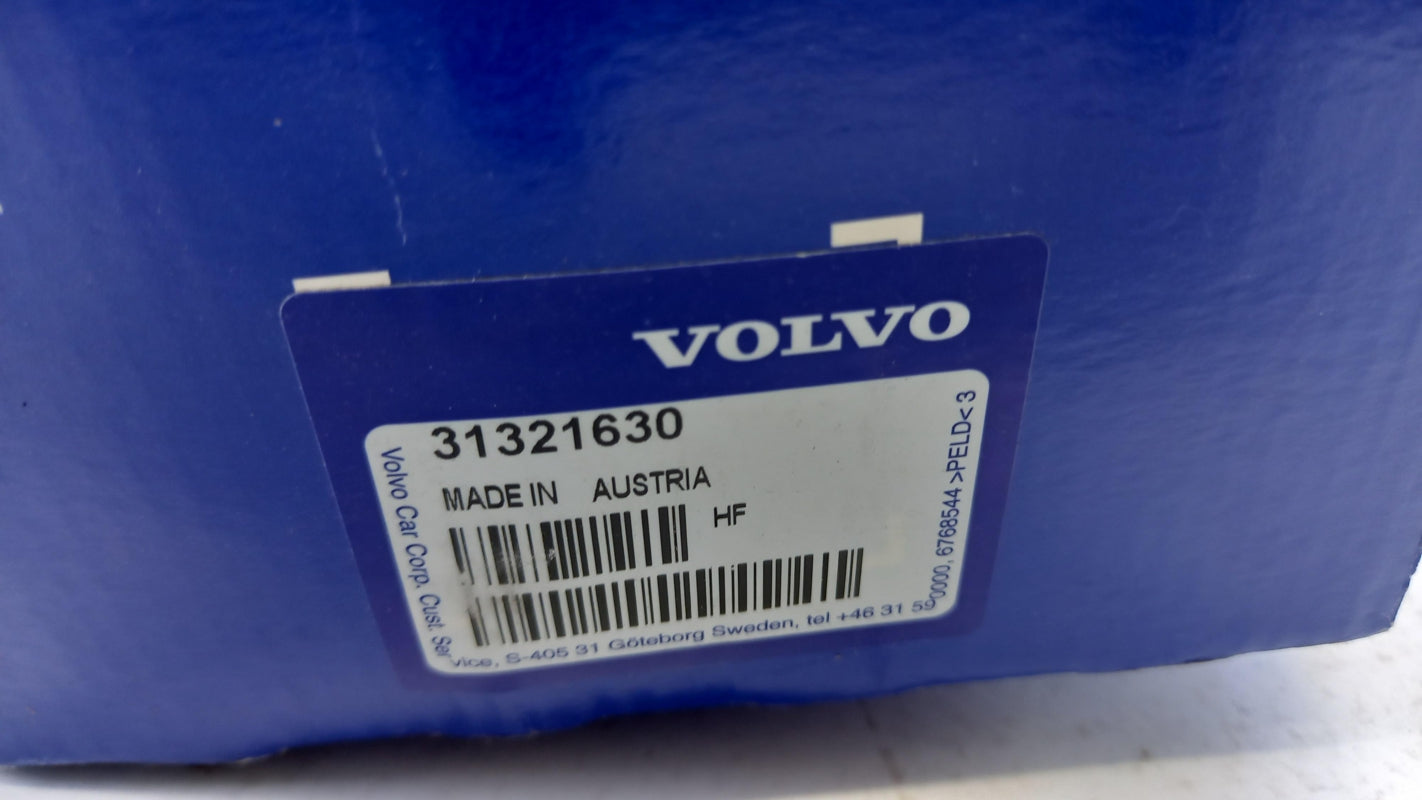 VOLVO
31321630
MADE IN AUSTRIA
HF
Volvo Car Corp. Cust. Service, S-405 31 Göteborg Sweden, tel +46 31 590000, 6768544 >PELD< 3